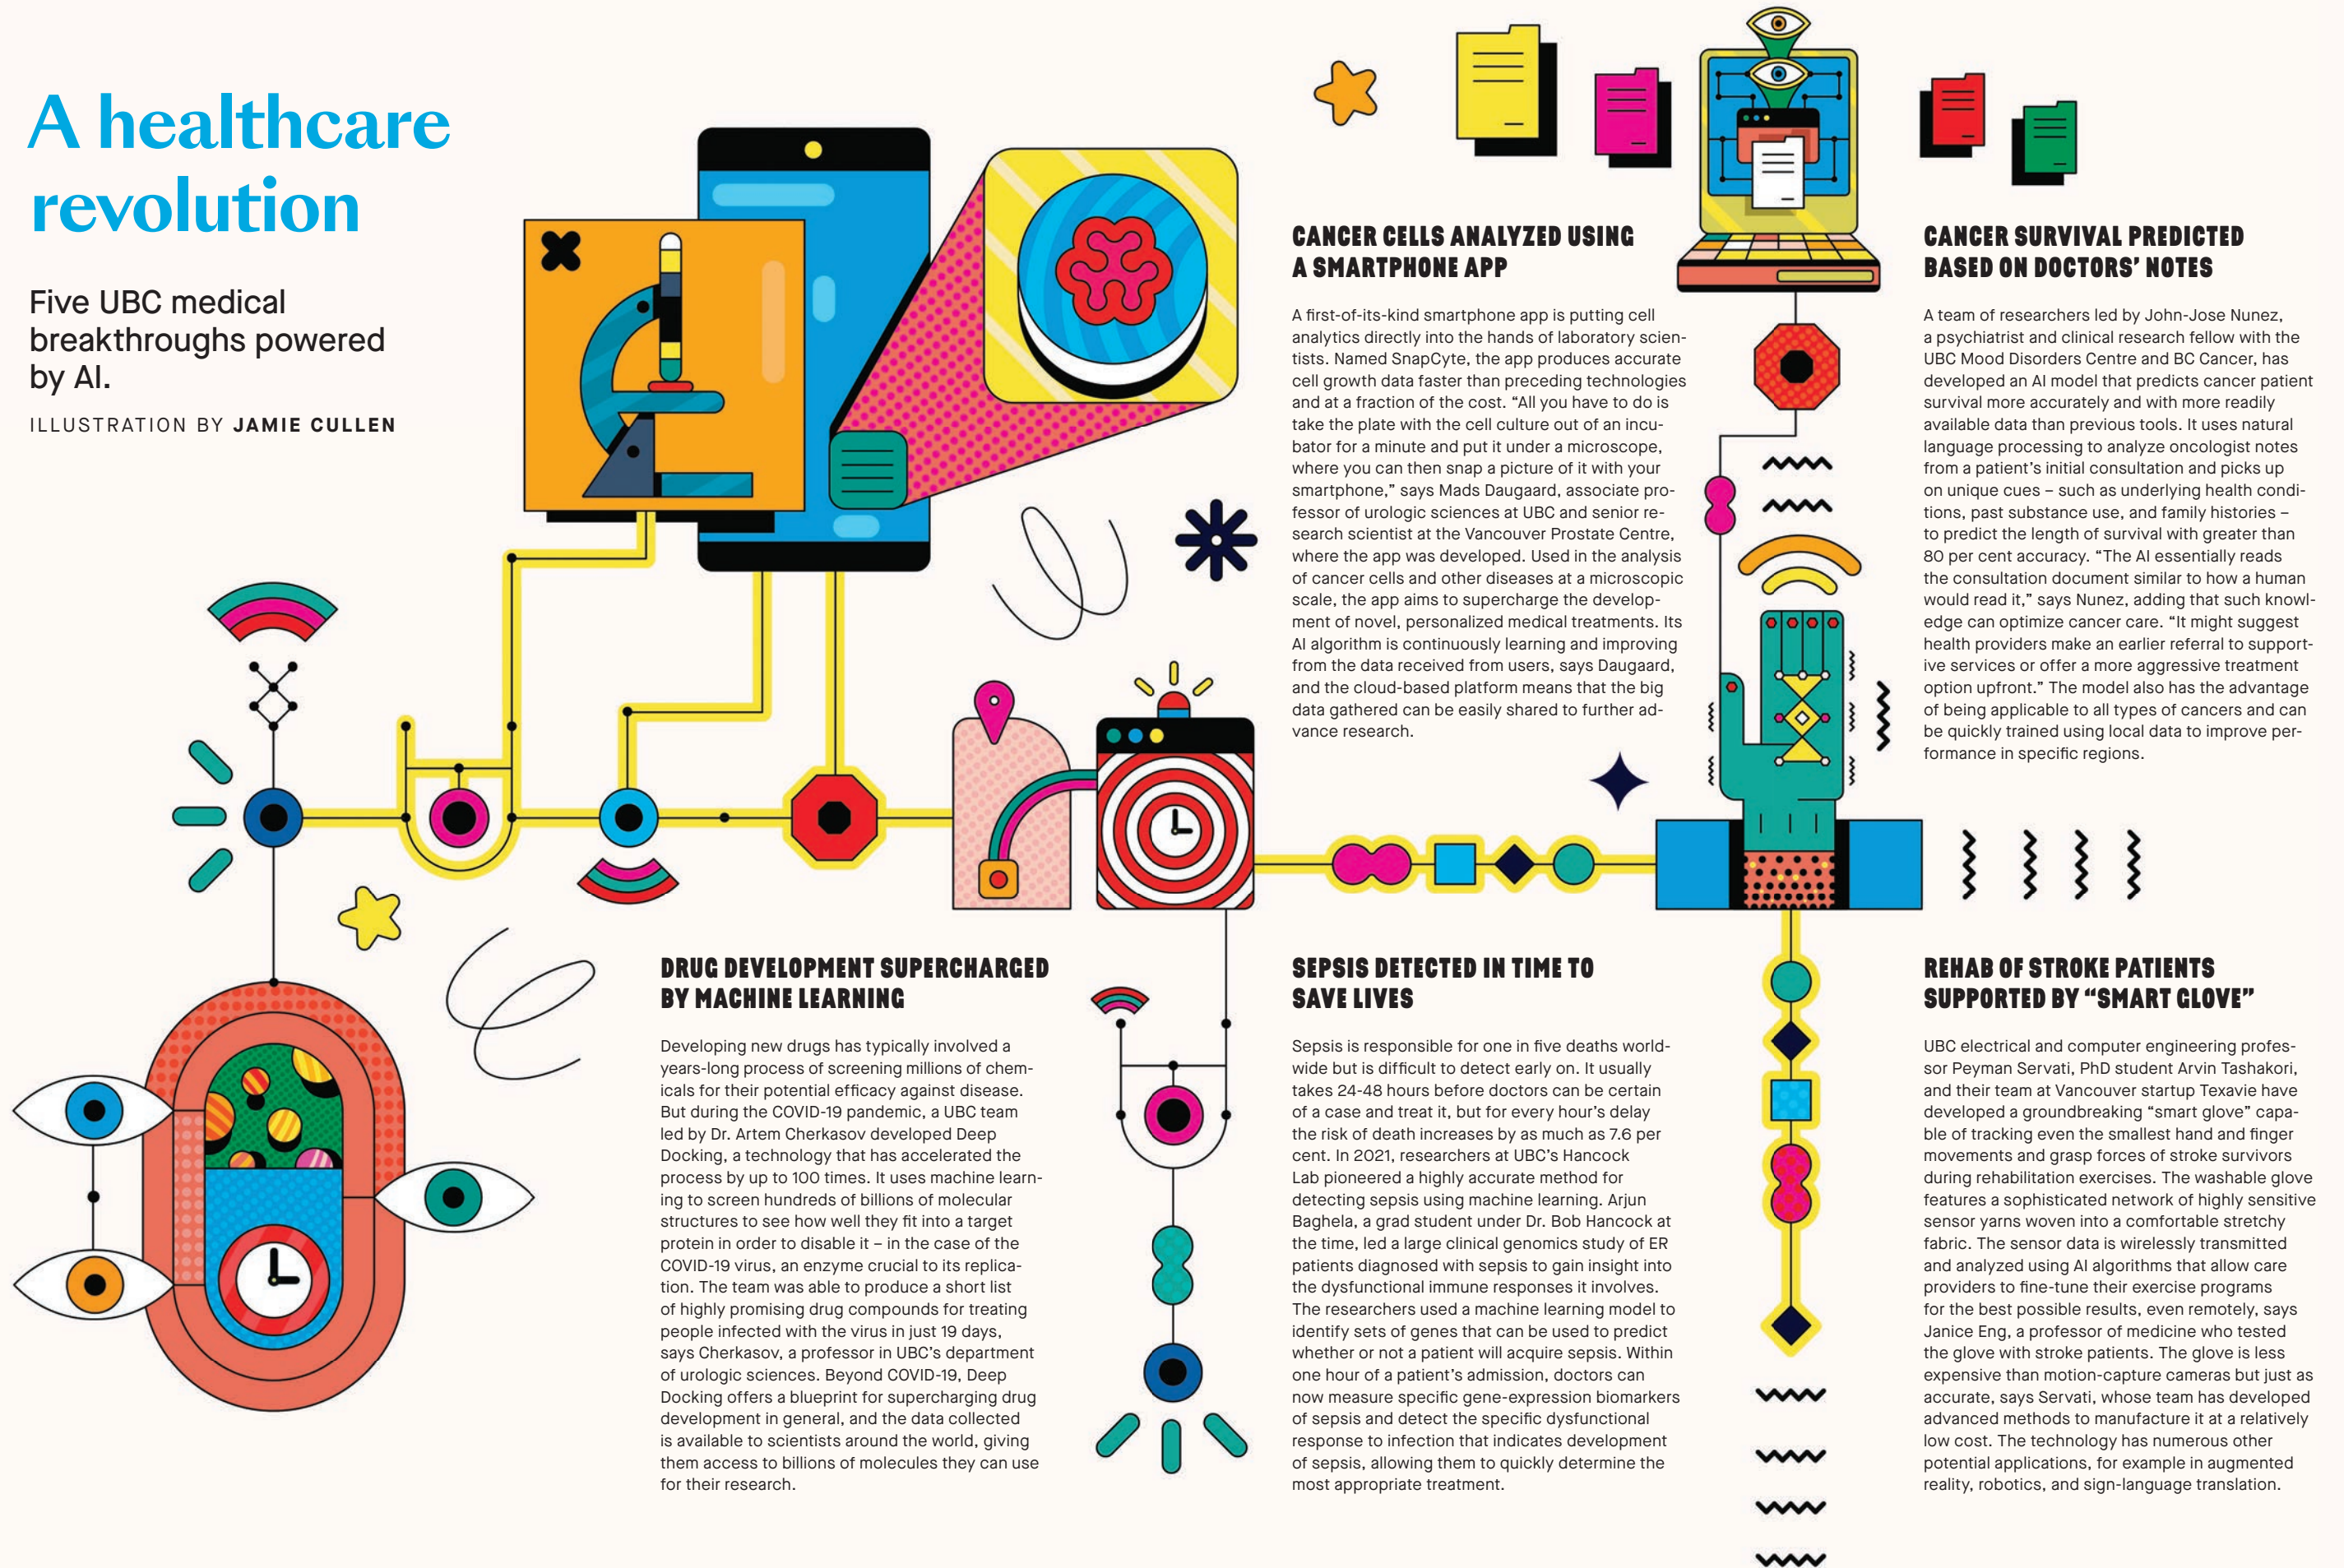 A healthcare
revolution
Five UBC medical
breakthroughs powered
by AI.
ILLUSTRATION BY JAMIE CULLEN
CANCER CELLS ANALYZED USING
A SMARTPHONE APP
A first-of-its-kind smartphone app is putting cell
analytics directly into the hands of laboratory scien-
tists. Named SnapCyte, the app produces accurate
cell growth data faster than preceding technologies
and at a fraction of the cost. “All you have to do is
take the plate with the cell culture out of an incu-
bator for a minute and put it under a microscope,
where you can then snap a picture of it with your
smartphone,” says Mads Daugaard, associate pro-
fessor of urologic sciences at UBC and senior re-
search scientist at the Vancouver Prostate Centre,
where the app was developed. Used in the analysis
of cancer cells and other diseases at a microscopic
scale, the app aims to supercharge the develop-
ment of novel, personalized medical treatments. Its
AI algorithm is continuously learning and improving
from the data received from users, says Daugaard,
and the cloud-based platform means that the big
data gathered can be easily shared to further ad-
vance research.
CANCER SURVIVAL PREDICTED
BASED ON DOCTORS’ NOTES
A team of researchers led by John-Jose Nunez,
a psychiatrist and clinical research fellow with the
UBC Mood Disorders Centre and BC Cancer, has
developed an AI model that predicts cancer patient
survival more accurately and with more readily
available data than previous tools. It uses natural
language processing to analyze oncologist notes
from a patient’s initial consultation and picks up
on unique cues – such as underlying health condi-
tions, past substance use, and family histories –
to predict the length of survival with greater than
80 per cent accuracy. “The AI essentially reads
the consultation document similar to how a human
would read it,” says Nunez, adding that such knowl-
edge can optimize cancer care. “It might suggest
health providers make an earlier referral to support-
ive services or offer a more aggressive treatment
option upfront.” The model also has the advantage
of being applicable to all types of cancers and can
be quickly trained using local data to improve per-
formance in specific regions.
DRUG DEVELOPMENT SUPERCHARGED
BY MACHINE LEARNING
Developing new drugs has typically involved a
years-long process of screening millions of chem-
icals for their potential efficacy against disease.
But during the COVID-19 pandemic, a UBC team
led by Dr. Artem Cherkasov developed Deep
Docking, a technology that has accelerated the
process by up to 100 times. It uses machine learn-
ing to screen hundreds of billions of molecular
structures to see how well they fit into a target
protein in order to disable it – in the case of the
COVID-19 virus, an enzyme crucial to its replica-
tion. The team was able to produce a short list
of highly promising drug compounds for treating
people infected with the virus in just 19 days,
says Cherkasov, a professor in UBC’s department
of urologic sciences. Beyond COVID-19, Deep
Docking offers a blueprint for supercharging drug
development in general, and the data collected
is available to scientists around the world, giving
them access to billions of molecules they can use
for their research.
SEPSIS DETECTED IN TIME TO
SAVE LIVES
Sepsis is responsible for one in five deaths world-
wide but is difficult to detect early on. It usually
takes 24-48 hours before doctors can be certain
of a case and treat it, but for every hour’s delay
the risk of death increases by as much as 7.6 per
cent. In 2021, researchers at UBC’s Hancock
Lab pioneered a highly accurate method for
detecting sepsis using machine learning. Arjun
Baghela, a grad student under Dr. Bob Hancock at
the time, led a large clinical genomics study of ER
patients diagnosed with sepsis to gain insight into
the dysfunctional immune responses it involves.
The researchers used a machine learning model to
identify sets of genes that can be used to predict
whether or not a patient will acquire sepsis. Within
one hour of a patient’s admission, doctors can
now measure specific gene-expression biomarkers
of sepsis and detect the specific dysfunctional
response to infection that indicates development
of sepsis, allowing them to quickly determine the
most appropriate treatment.
REHAB OF STROKE PATIENTS
SUPPORTED BY “SMART GLOVE”
UBC electrical and computer engineering profes-
sor Peyman Servati, PhD student Arvin Tashakori,
and their team at Vancouver startup Texavie have
developed a groundbreaking “smart glove” capa-
ble of tracking even the smallest hand and finger
movements and grasp forces of stroke survivors
during rehabilitation exercises. The washable glove
features a sophisticated network of highly sensitive
sensor yarns woven into a comfortable stretchy
fabric. The sensor data is wirelessly transmitted
and analyzed using AI algorithms that allow care
providers to fine-tune their exercise programs
for the best possible results, even remotely, says
Janice Eng, a professor of medicine who tested
the glove with stroke patients. The glove is less
expensive than motion-capture cameras but just as
accurate, says Servati, whose team has developed
advanced methods to manufacture it at a relatively
low cost. The technology has numerous other
potential applications, for example in augmented
reality, robotics, and sign-language translation.